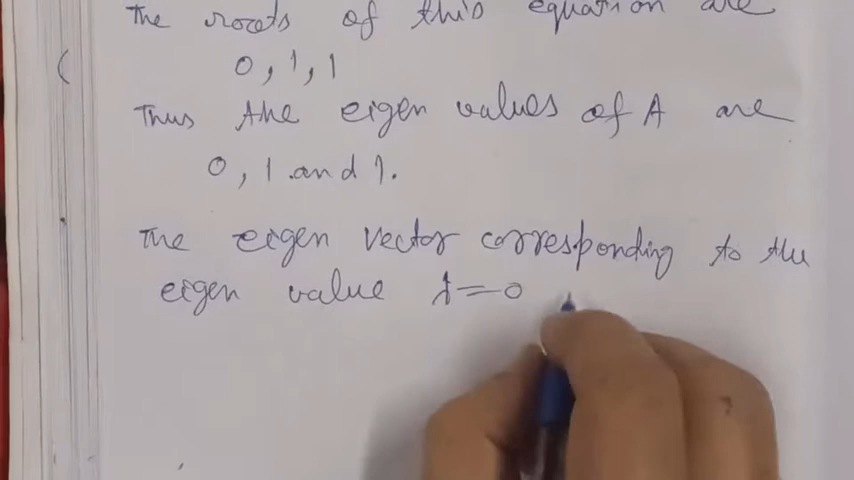 The roots of this equation are
0, 1, 1
Thus the eigen values of A are
0, 1 and 1.
The eigen vector corresponding to the
eigen value λ=0